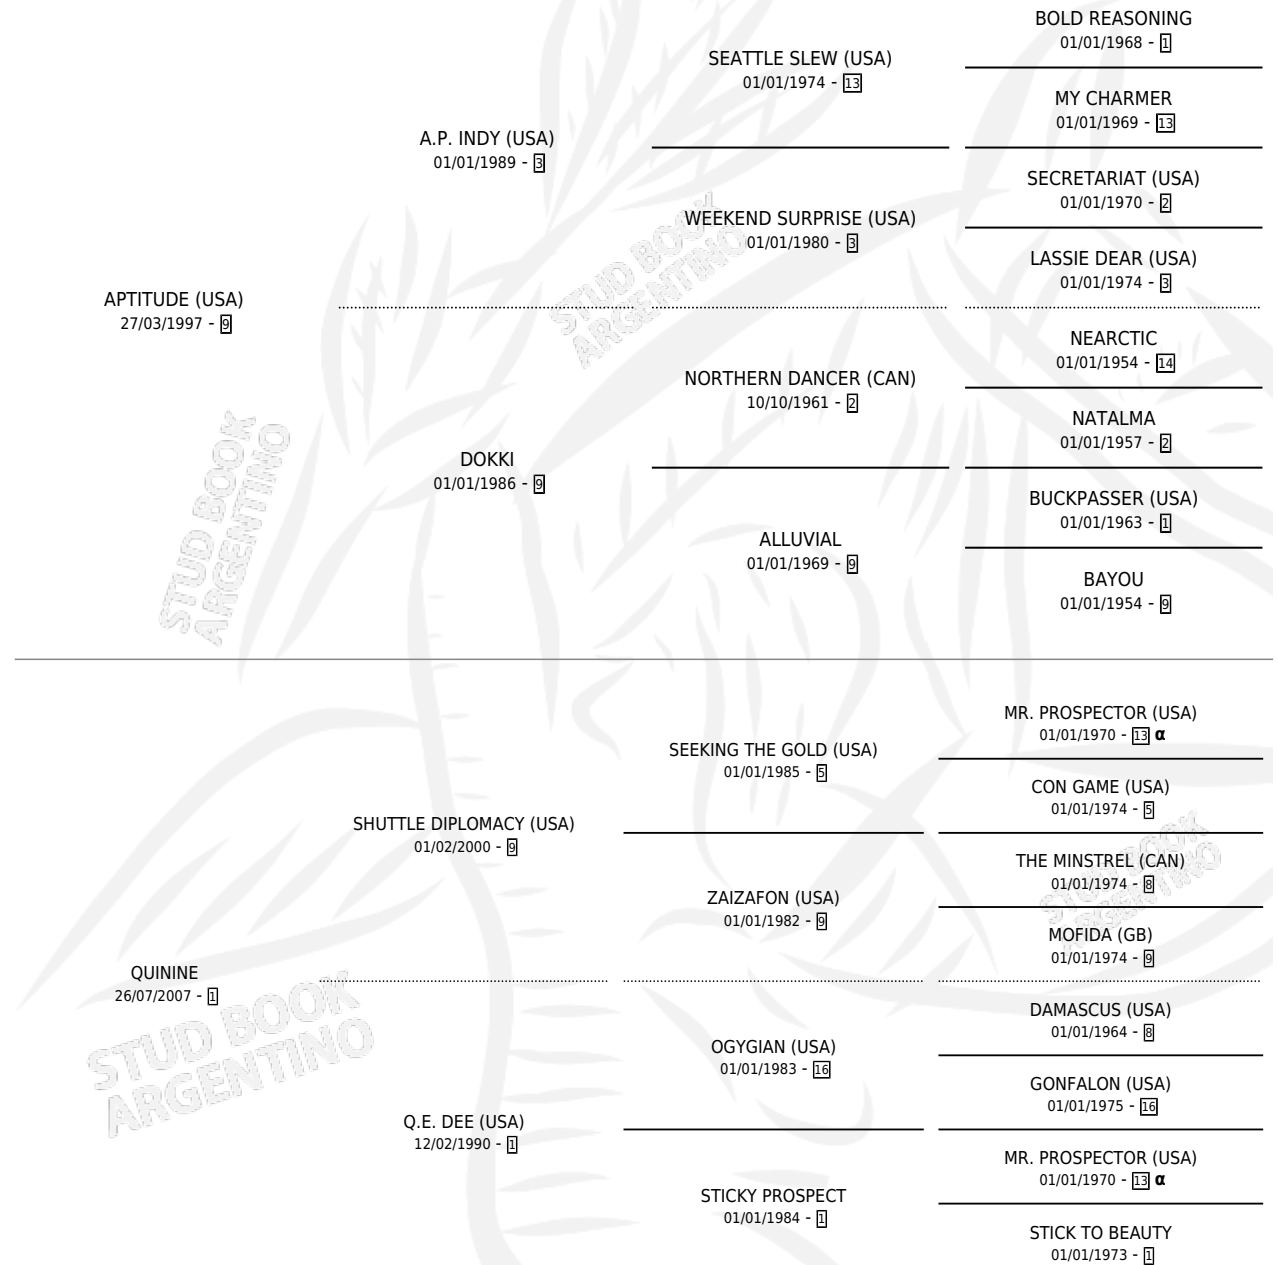 BOLD REASONING
01/01/1968 - 1
SEATTLE SLEW (USA)
01/01/1974 - 13
MY CHARMER
01/01/1969 - 13
A.P. INDY (USA)
01/01/1989 - 3
SECRETARIAT (USA)
01/01/1970 - 2
WEEKEND SURPRISE (USA)
01/01/1980 - 3
LASSIE DEAR (USA)
01/01/1974 - 3
APTITUDE (USA)
27/03/1997 - 9
NEARCTIC
01/01/1954 - 14
NORTHERN DANCER (CAN)
10/10/1961 - 2
NATALMA
01/01/1957 - 2
DOKKI
01/01/1986 - 9
BUCKPASSER (USA)
01/01/1963 - 1
ALLUVIAL
01/01/1969 - 9
BAYOU
01/01/1954 - 9
MR. PROSPECTOR (USA)
01/01/1970 - 13 α
SEEKING THE GOLD (USA)
01/01/1985 - 5
CON GAME (USA)
01/01/1974 - 5
SHUTTLE DIPLOMACY (USA)
01/02/2000 - 9
THE MINSTREL (CAN)
01/01/1974 - 8
ZAIZAFON (USA)
01/01/1982 - 9
MOFIDA (GB)
01/01/1974 - 9
QUININE
26/07/2007 - 1
DAMASCUS (USA)
01/01/1964 - 8
OGYGIAN (USA)
01/01/1983 - 16
GONFALON (USA)
01/01/1975 - 16
Q.E. DEE (USA)
12/02/1990 - 1
MR. PROSPECTOR (USA)
01/01/1970 - 13 α
STICKY PROSPECT
01/01/1984 - 1
STICK TO BEAUTY
01/01/1973 - 1
STUD BOOK
ARGENTINO
STUD BOOK
ARGENTINO
STUD BOOK
ARGENTINO
STUD BOOK
ARGENTINO